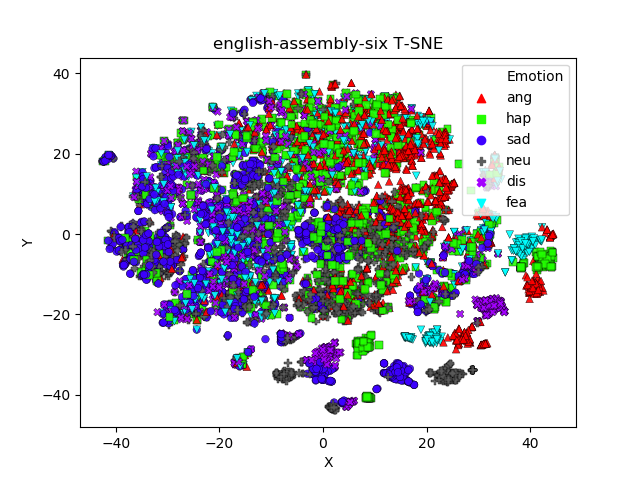 english-assembly-six T-SNE
Emotion
ang
hap
sad
neu
dis
fea
Y
40
20
0
−20
−40
−40
−20
0
20
40
X